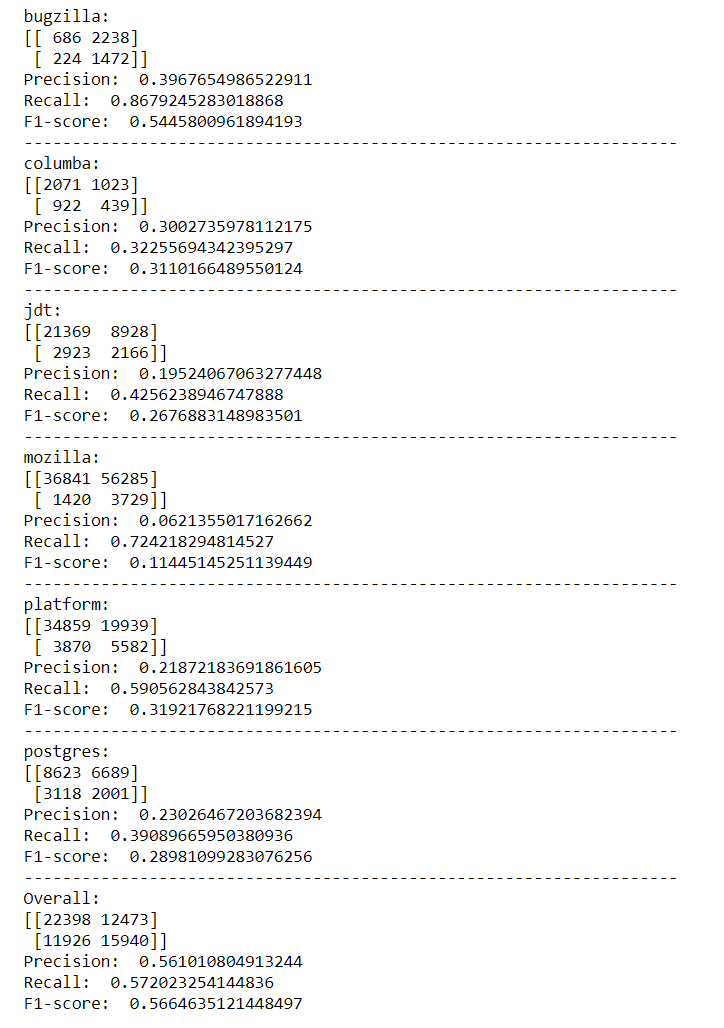 bugzilla:
[[ 686 2238]
 [ 224 1472]]
Precision:  0.3967654986522911
Recall:  0.8679245283018868
F1-score:  0.5445800961894193
--------------------------------------------------------------------
columba:
[[2071 1023]
 [ 922  439]]
Precision:  0.3002735978112175
Recall:  0.32255694342395297
F1-score:  0.3110166489550124
--------------------------------------------------------------------
jdt:
[[21369  8928]
 [ 2923  2166]]
Precision:  0.19524067063277448
Recall:  0.4256238946747888
F1-score:  0.2676883148983501
--------------------------------------------------------------------
mozilla:
[[36841 56285]
 [ 1420  3729]]
Precision:  0.0621355017162662
Recall:  0.724218294814527
F1-score:  0.11445145251139449
--------------------------------------------------------------------
platform:
[[34859 19939]
 [ 3870  5582]]
Precision:  0.21872183691861605
Recall:  0.590562843842573
F1-score:  0.31921768221199215
--------------------------------------------------------------------
postgres:
[[8623 6689]
 [3118 2001]]
Precision:  0.23026467203682394
Recall:  0.39089665950380936
F1-score:  0.28981099283076256
--------------------------------------------------------------------
Overall:
[[22398 12473]
 [11926 15940]]
Precision:  0.561010804913244
Recall:  0.572023254144836
F1-score:  0.5664635121448497